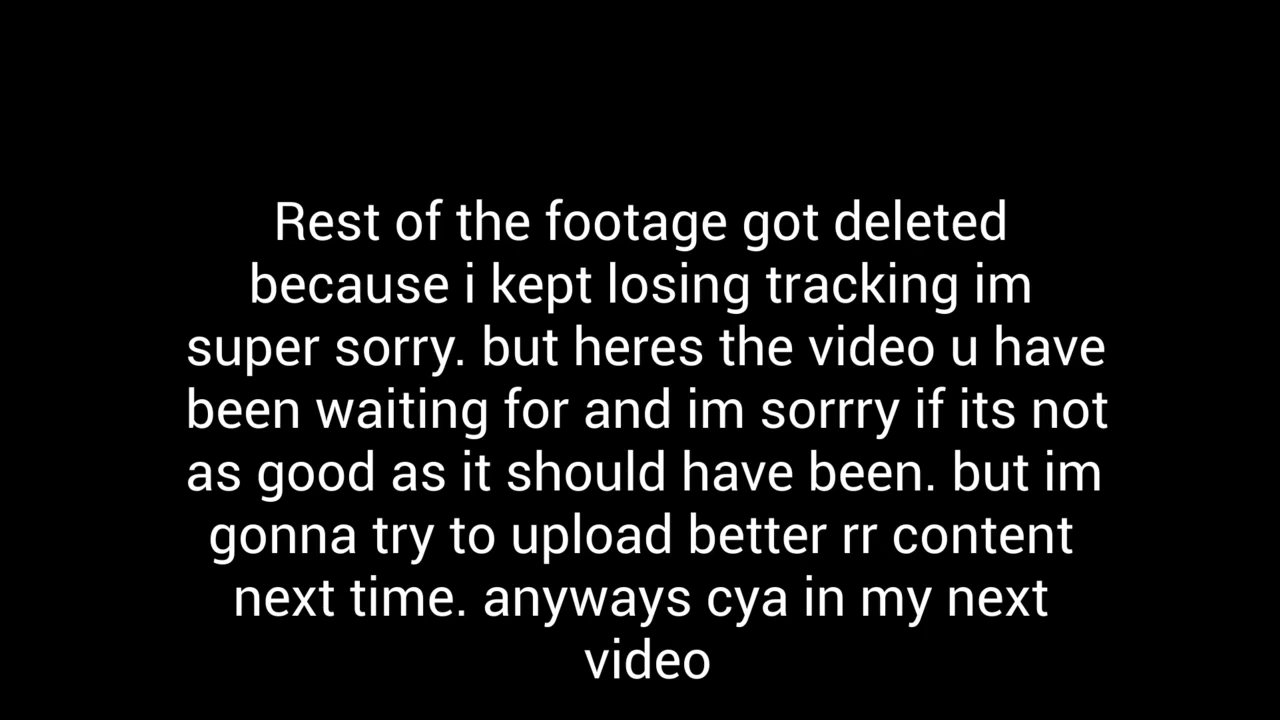 Rest of the footage got deleted
because i kept losing tracking im
super sorry. but heres the video u have
been waiting for and im sorrry if its not
as good as it should have been. but im
gonna try to upload better rr content
next time. anyways cya in my next
video